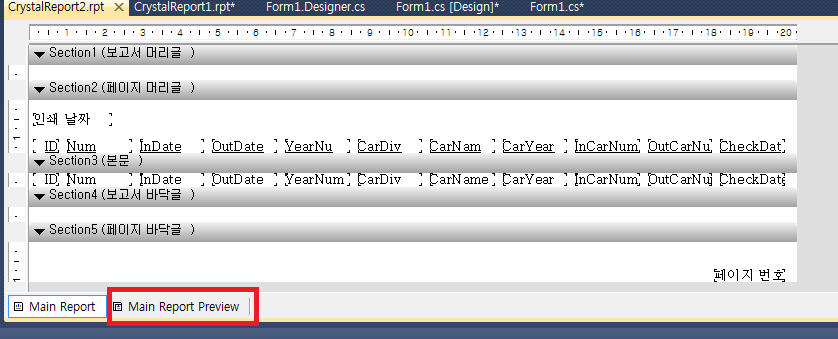 CrystalReport2.rpt CrystalReport1.rpt* Form1.Designer.cs Form1.cs [Design]* Form1.cs*
1 2 3 4 5 6 7 8 9 10 11 12 13 14 15 16 17 18 19 20
Section1 (보고서 머리글 )
Section2 (페이지 머리글 )
인쇄 날짜
ID Num InDate OutDate YearNu CarDiv CarNam CarYear InCarNum OutCarNu CheckDat
Section3 (본문 )
ID Num InDate OutDate YearNum CarDiv CarName CarYear InCarNum OutCarNu CheckDat
Section4 (보고서 바닥글 )
Section5 (페이지 바닥글 )
페이지 번호
Main Report Main Report Preview